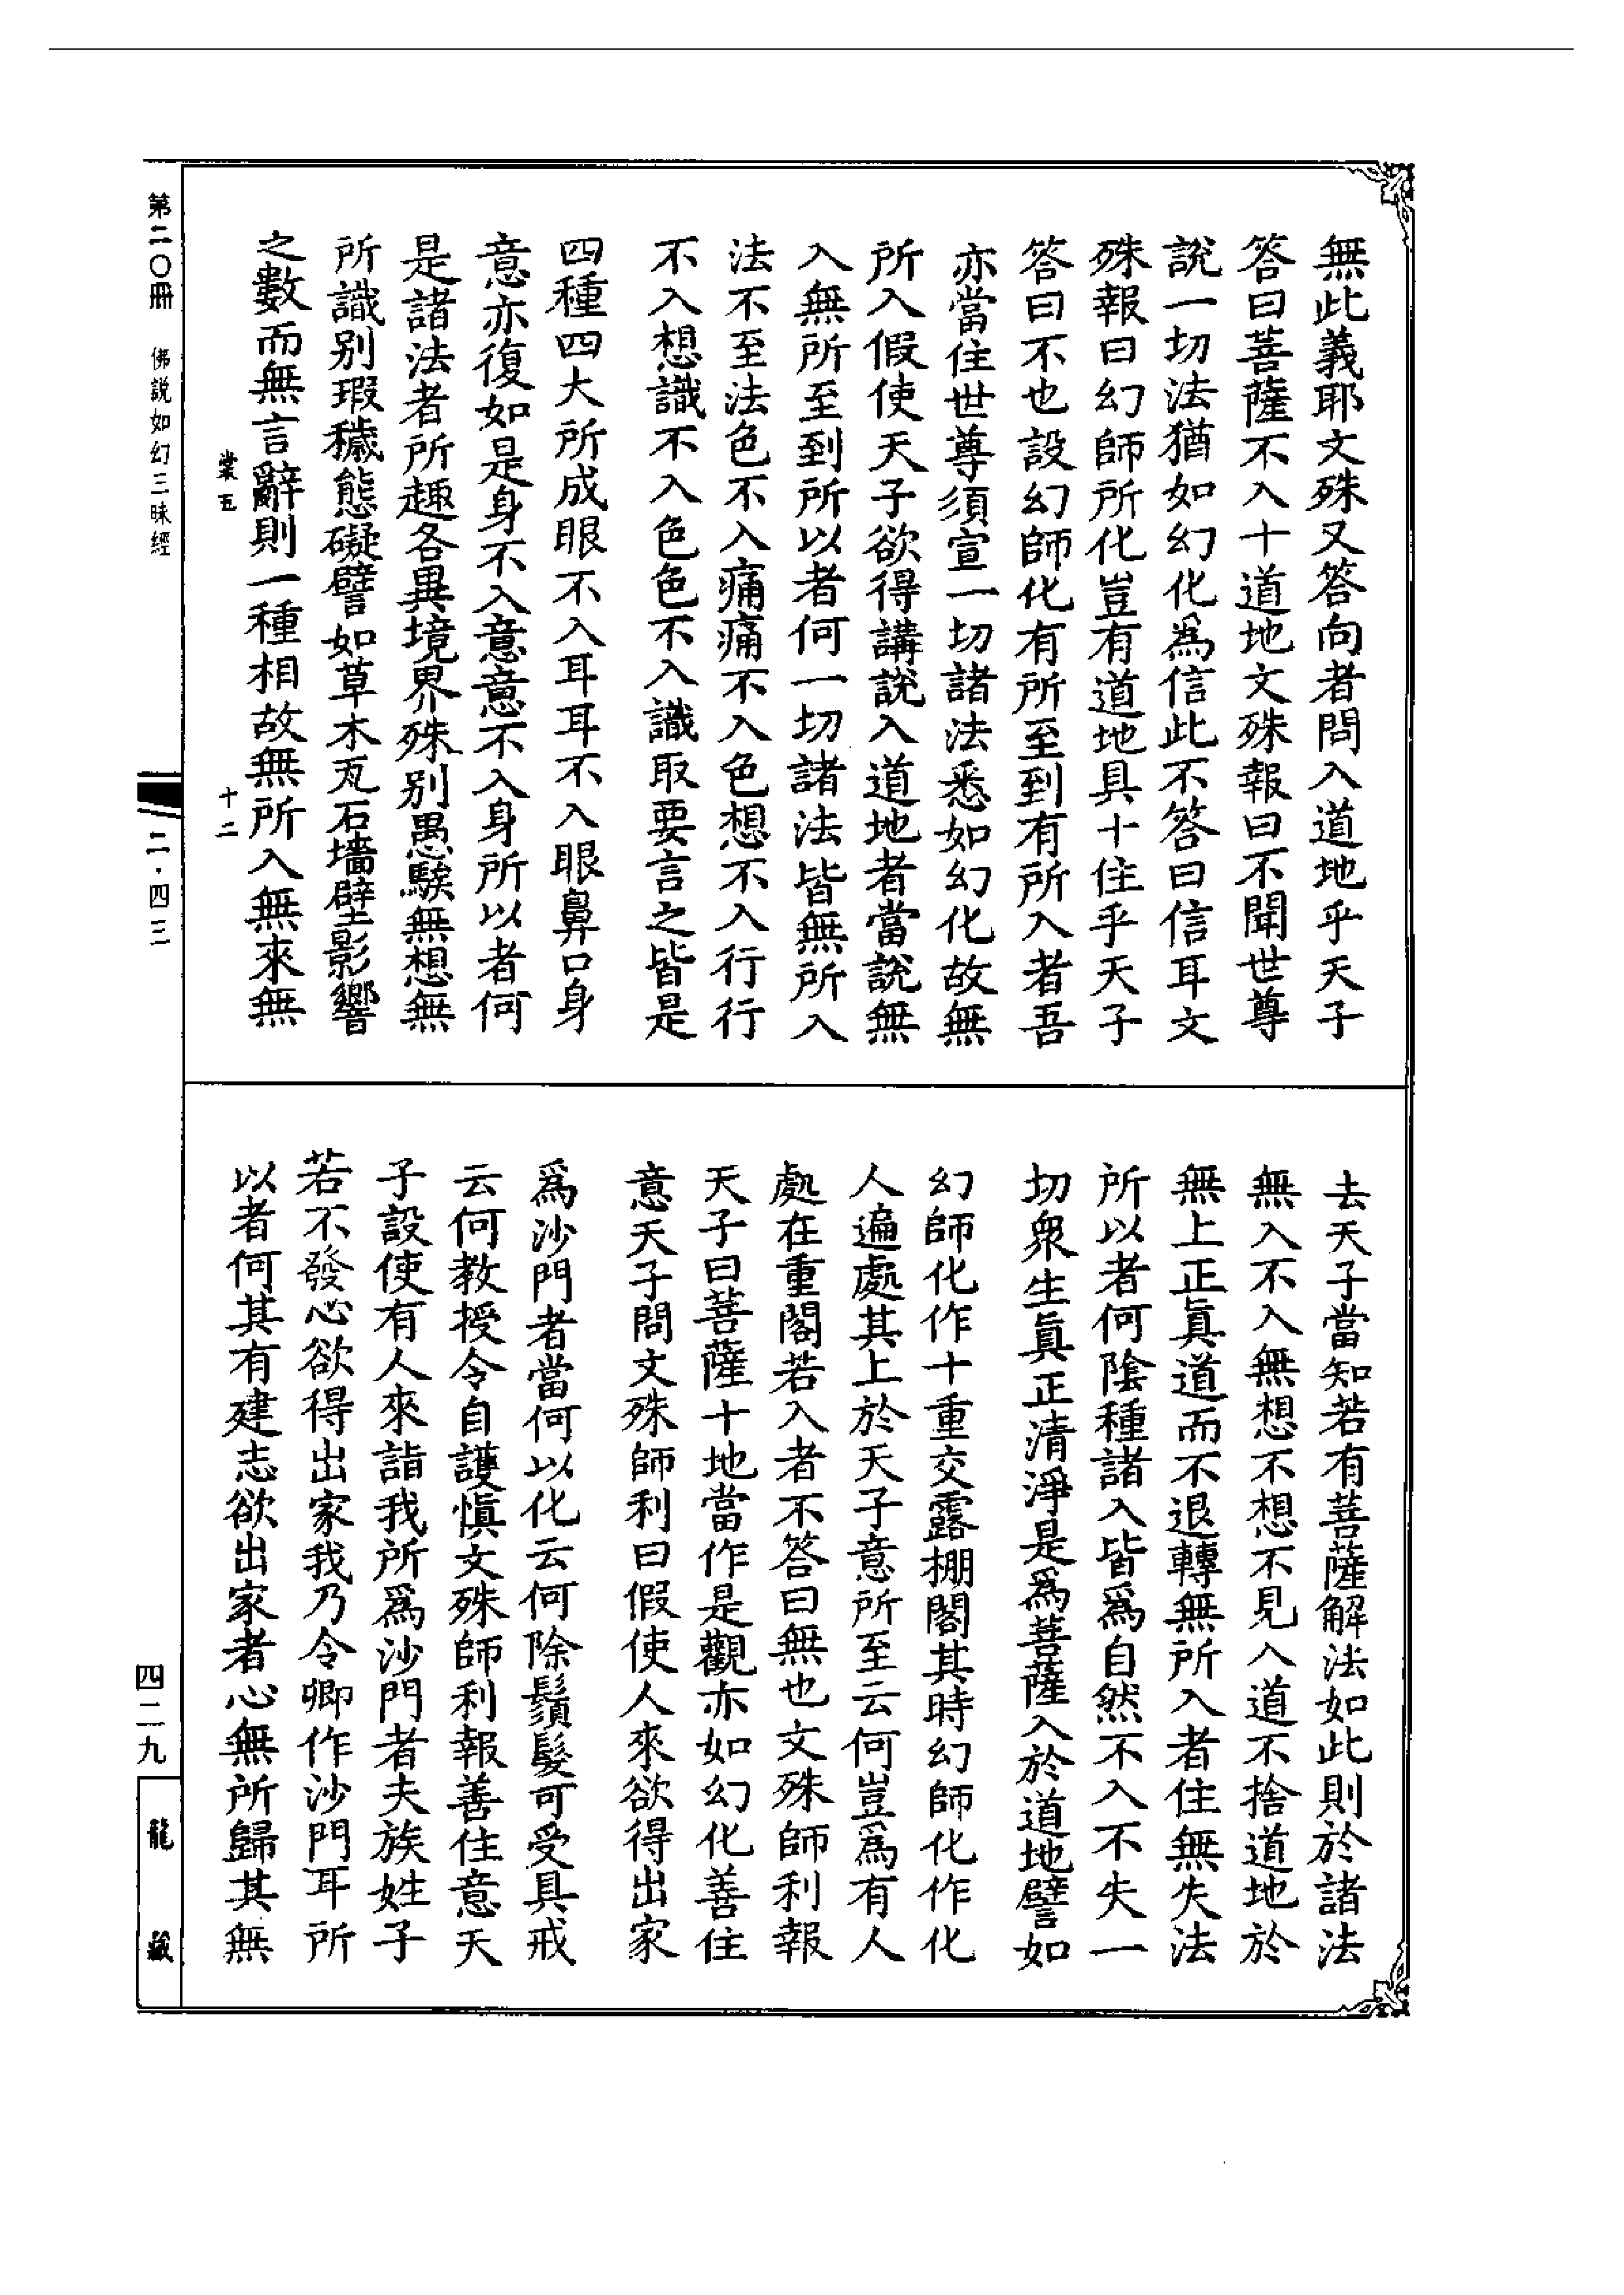 無此義耶文殊又答向者問入道地乎天子
答曰菩薩不入十道地文殊報曰不聞世尊
說一切法猶如幻化為信此不答曰信耳文
殊報曰幻師所化豈有道地具十住乎天子
答曰不也設幻師化有所至到有所入者吾
亦當住世尊須宣一切諸法悉如幻化故無
所入假使天子欲得講說入道地者當說無
入無所至到所以者何一切諸法皆無所入
法不至法色不入痛痛不入色想不入行行
不入想識不入色色不入識取要言之皆是
四種四大所成眼不入耳耳不入眼鼻口身
意亦復如是身不入意意不入身所以者何
是諸法者所趣各異境界殊別愚騃無想無
所識別瑕穢態礙譬如草木瓦石墻壁影響
之數而無言辭則一種相故無所入無來無
棠五 十二
去天子當知若有菩薩解法如此則於諸法
無入不入無想不想不見入道不捨道地於
無上正眞道而不退轉無所入者住無失法
所以者何陰種諸入皆爲自然不入不失一
切衆生眞正清淨是爲菩薩入於道地譬如
幻師化作十重交露棚閣其時幻師化作化
人遍處其上於天子意所至云何豈爲有人
處在重閣若入者不答曰無也文殊師利報
天子曰菩薩十地當作是觀亦如幻化善住
意天子問文殊師利曰假使人來欲得出家
爲沙門者當何以化云何除鬚髮可受具戒
云何教授令自護愼文殊師利報善住意天
子設使有人來詣我所爲沙門者夫族姓子
若不發心欲得出家我乃令卿作沙門耳所
以者何其有建志欲出家者心無所歸其無
第二〇冊 佛説如幻三昧經
二·四三
四二九
龍藏